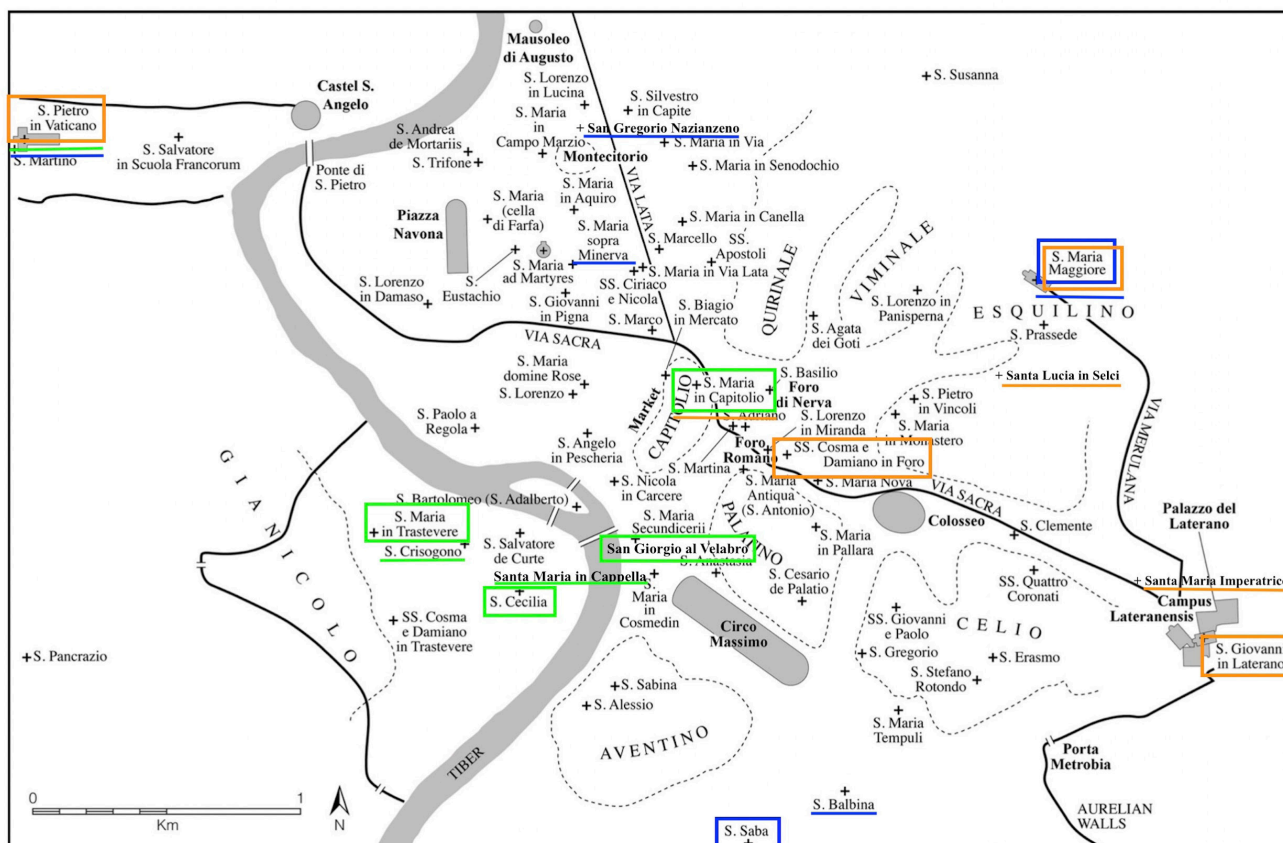 Mausoleo
di Augusto
Castel S.
Angelo
S. Lorenzo
in Lucina
S. Silvestro
in Capite
S. Susanna
S. Pietro
in Vaticano
S. Martino
S. Salvatore
in Scuola Francorum
Ponte di
S. Pietro
S. Andrea
de Mortariis
S. Trifone
S. Maria
in
Campo Marzio
San Gregorio Nazianzeno
S. Maria in Via
Montecitorio
S. Maria in Senodochio
VIA LATA
S. Maria
in Aquiro
S. Maria
(cella
di Farfa)
Piazza
Navona
S. Maria in Canella
S. Maria
sopra
Minerva
S. Marcello
SS.
Apostoli
S. Maria in Via Lata
S. Maria
ad Martyres
S.
Eustachio
S. Lorenzo
in Damaso
SS. Ciriaco
e Nicola
S. Giovanni
in Pigna
S. Biagio
in Mercato
S. Marco
VIA SACRA
QUIRINALE
VIMINALE
S. Lorenzo in
Panisperna
S. Agata
dei Goti
S. Maria
Maggiore
ESQUILINO
S. Prassede
Santa Lucia in Selci
S. Maria
domine Rose
S. Lorenzo
Market
CAPITOLIO
S. Maria
in Capitolio
S. Basilio
Foro
di Nerva
S. Adriano
S. Lorenzo
in Miranda
S. Pietro
in Vincoli
S. Maria
in Monastero
Foro
Romano
SS. Cosma e
Damiano in Foro
S. Martina
S. Paolo a
Regola
S. Angelo
in Pescheria
S. Nicola
in Carcere
S. Maria
Antiqua
(S. Antonio)
S. Maria Nova
VIA SACRA
VIA MERULANA
Colosseo
S. Clemente
Palazzo del
Laterano
GIANICOLO
S. Bartolomeo (S. Adalberto)
S. Maria
in Trastevere
S. Crisogono
S. Salvatore
de Curte
S. Maria
Secundicerii
San Giorgio al Velabro
PALATINO
S. Maria
in Pallara
S. Anastasia
Santa Maria in Cappella
S. Cecilia
S.
Maria
in
Cosmedin
S. Cesario
de Palatio
SS. Quattro
Coronati
Santa Maria Imperatrice
Campus
Lateranensis
SS. Cosma
e Damiano
in Trastevere
Circo
Massimo
SS. Giovanni
e Paolo
CELIO
S. Gregorio
S. Erasmo
S. Stefano
Rotondo
S. Giovanni
in Laterano
S. Pancrazio
S. Sabina
S. Alessio
S. Maria
Tempuli
AVENTINO
TIBER
Porta
Metrobia
S. Balbina
S. Saba
AURELIAN
WALLS
0 1
Km
N